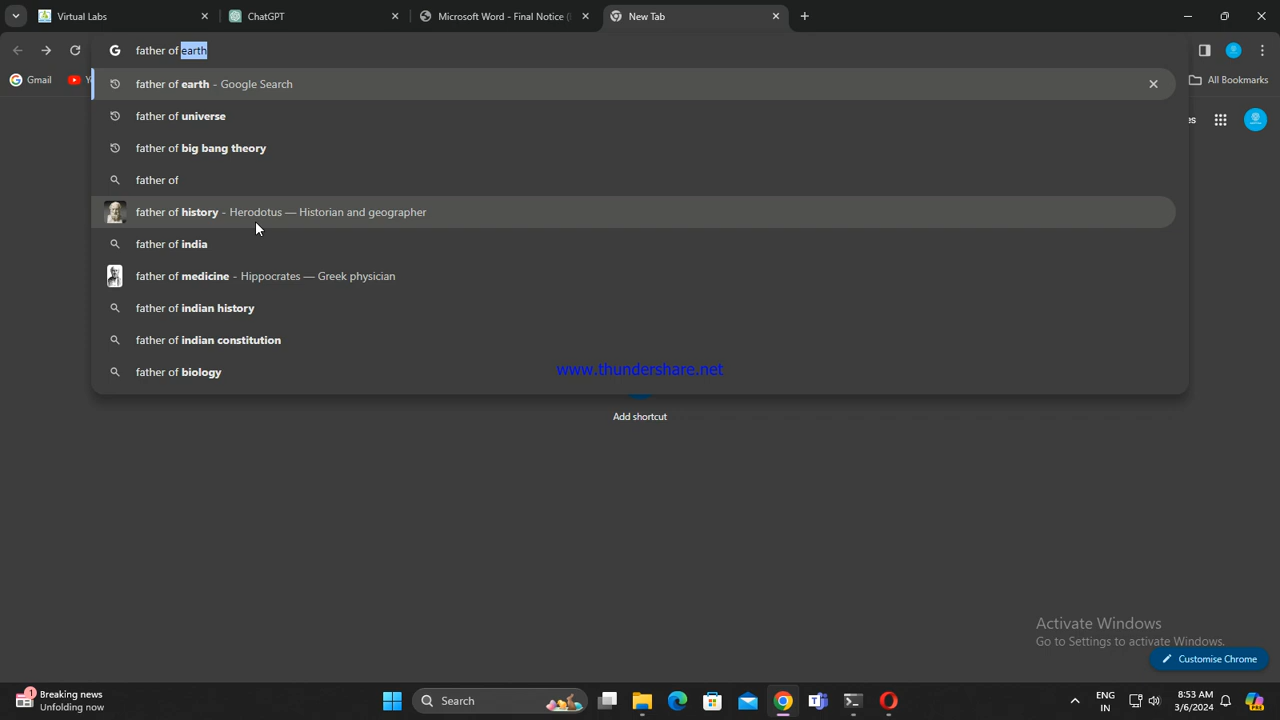 Virtual Labs
ChatGPT
Microsoft Word - Final Notice (
New Tab
father of earth
Gmail
All Bookmarks
father of earth - Google Search
father of universe
father of big bang theory
es
father of
father of history - Herodotus — Historian and geographer
father of india
father of medicine - Hippocrates — Greek physician
father of indian history
father of indian constitution
father of biology
www.thundershare.net
Add shortcut
Activate Windows
Go to Settings to activate Windows.
Customise Chrome
1
Breaking news
Unfolding now
Search
ENG
IN
8:53 AM
3/6/2024